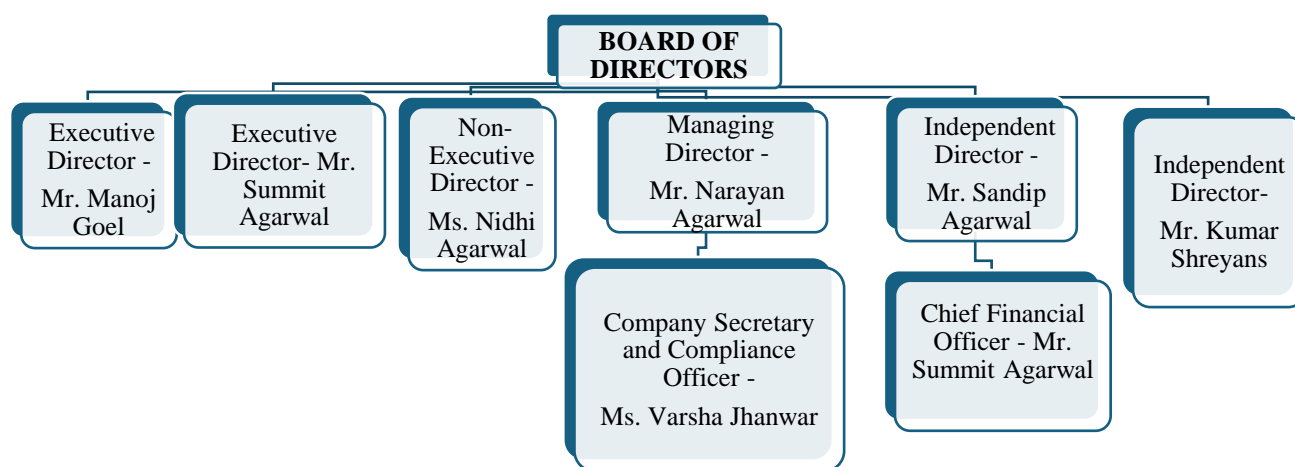 BOARD OF
DIRECTORS
Executive
Director -
Mr. Manoj
Goel
Executive
Director- Mr.
Summit
Agarwal
Non-
Executive
Director -
Ms. Nidhi
Agarwal
Managing
Director -
Mr. Narayan
Agarwal
Independent
Director -
Mr. Sandip
Agarwal
Independent
Director-
Mr. Kumar
Shreyans
Company Secretary
and Compliance
Officer -
Ms. Varsha Jhanwar
Chief Financial
Officer - Mr.
Summit Agarwal